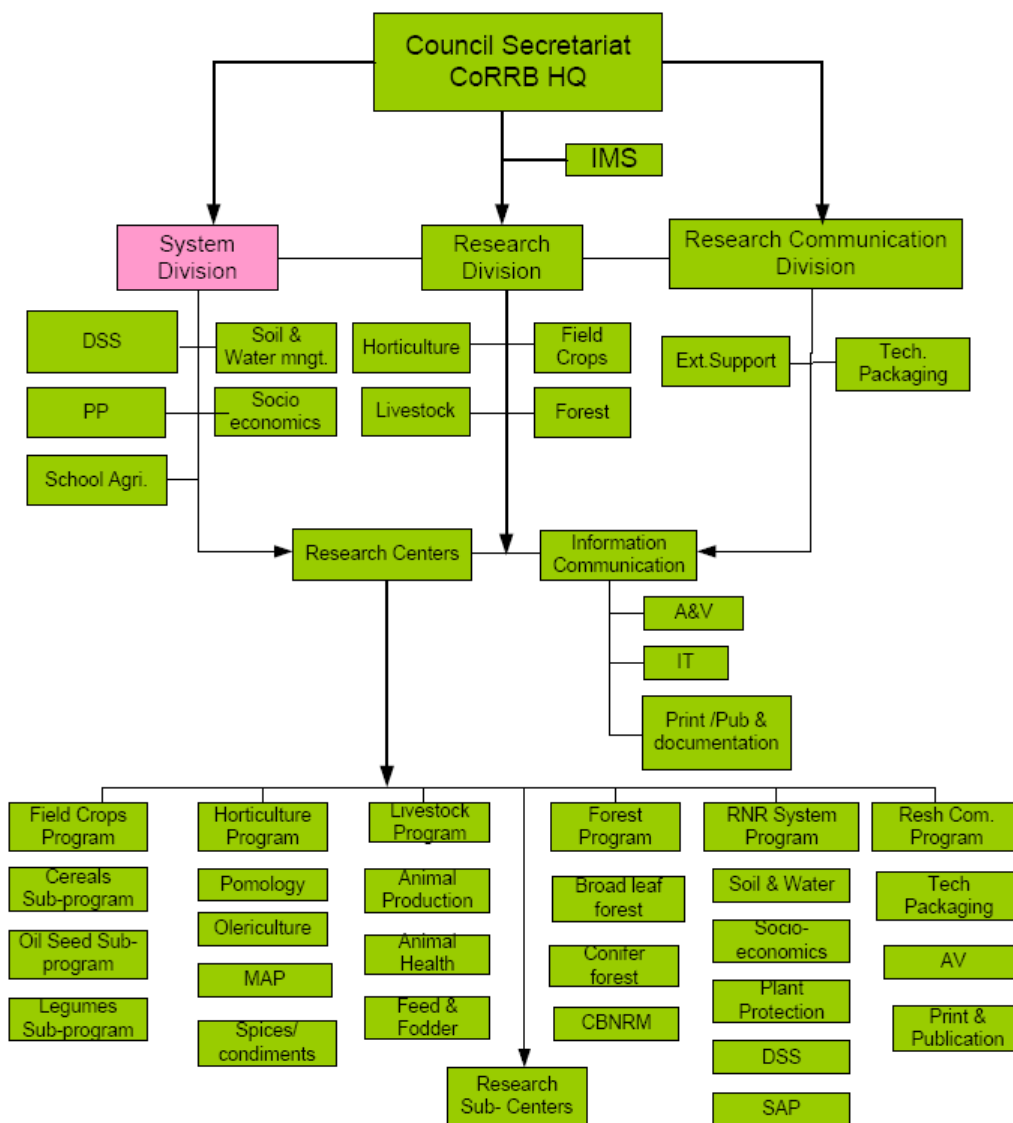 Council Secretariat
CoRRB HQ
IMS
System
Division
Research
Division
Research Communication
Division
DSS
Soil &
Water mngt.
Horticulture
Field
Crops
Ext.Support
Tech.
Packaging
PP
Socio
economics
Livestock
Forest
School Agri.
Research Centers
Information
Communication
A&V
IT
Print /Pub &
documentation
Field Crops
Program
Horticulture
Program
Livestock
Program
Forest
Program
RNR System
Program
Resh Com.
Program
Cereals
Sub-program
Oil Seed Sub-
program
Legumes
Sub-program
Pomology
Olericulture
MAP
Spices/
condiments
Animal
Production
Animal
Health
Feed &
Fodder
Broad leaf
forest
Conifer
forest
CBNRM
Soil & Water
Socio-
economics
Plant
Protection
DSS
SAP
Tech
Packaging
AV
Print &
Publication
Research
Sub- Centers